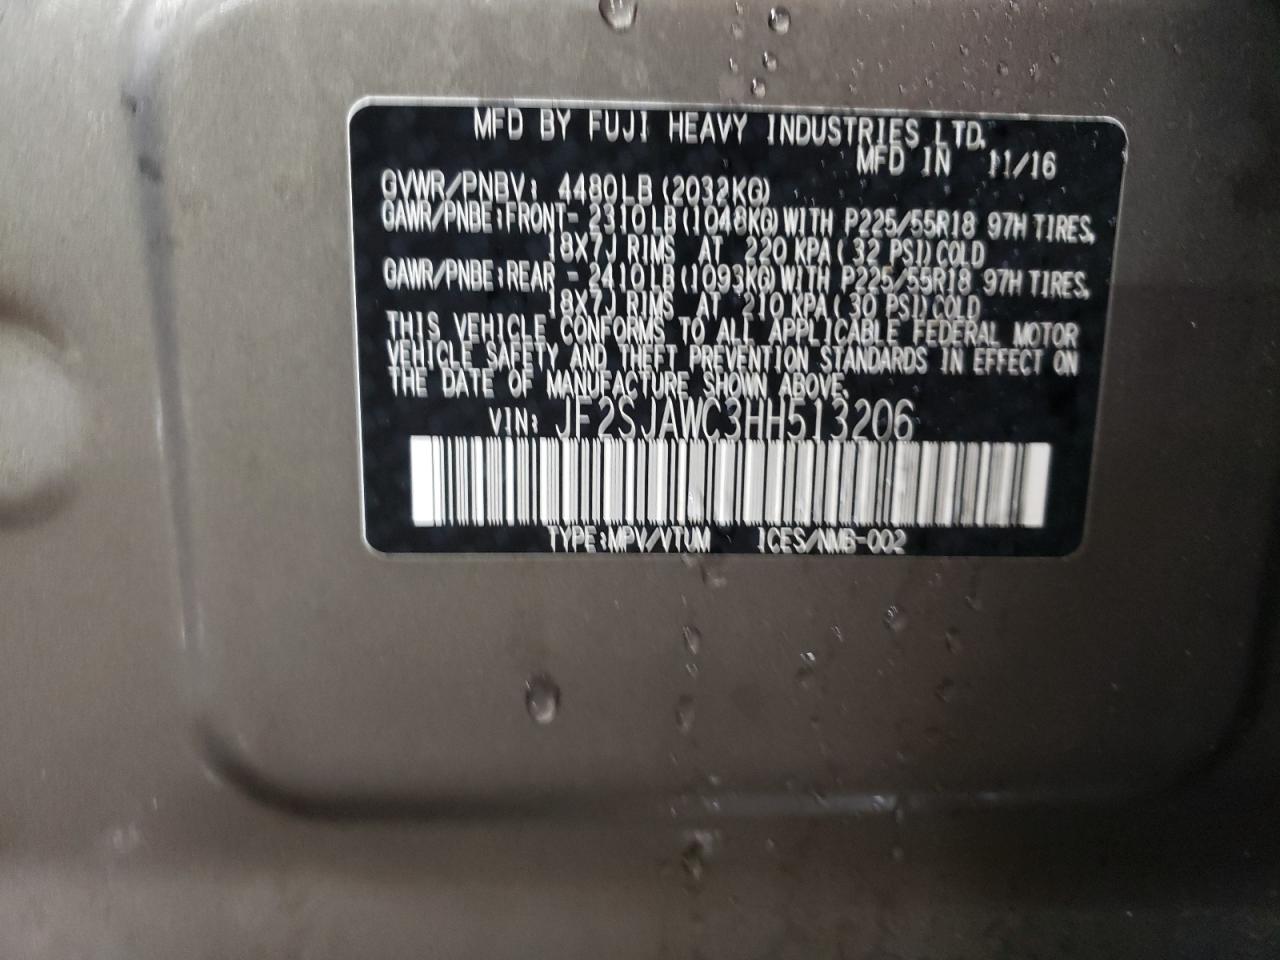 MFD BY FUJI HEAVY INDUSTRIES LTD.
MFD IN 11/16
GVWR/PNBV: 4480LB (2032KG)
GAWR/PNBE:FRONT- 2310LB(1048KG)WITH P225/55R18 97H TIRES,
18X7J RIMS AT 220 KPA( 32 PSI)COLD
GAWR/PNBE:REAR - 2410LB(1093KG)WITH P225/55R18 97H TIRES,
18X7J RIMS AT 210 KPA( 30 PSI)COLD
THIS VEHICLE CONFORMS TO ALL APPLICABLE FEDERAL MOTOR
VEHICLE SAFETY AND THEFT PREVENTION STANDARDS IN EFFECT ON
THE DATE OF MANUFACTURE SHOWN ABOVE.
VIN: JF2SJAWC3HH513206
TYPE:MPV/VTUM ICES/NMB-002